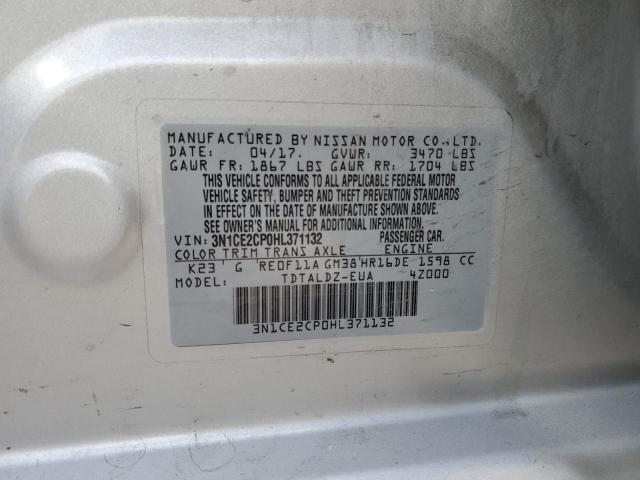 MANUFACTURED BY NISSAN MOTOR CO.,LTD.
DATE: 04/17. GVWR: 3470 LBS
GAWR FR: 1867 LBS GAWR RR: 1704 LBS
THIS VEHICLE CONFORMS TO ALL APPLICABLE FEDERAL MOTOR
VEHICLE SAFETY, BUMPER AND THEFT PREVENTION STANDARDS
IN EFFECT ON THE DATE OF MANUFACTURE SHOWN ABOVE.
SEE OWNER'S MANUAL FOR ADDITIONAL INFORMATION.
VIN: 3N1CE2CP0HL371132 PASSENGER CAR.
COLOR TRIM TRANS AXLE ENGINE
K23 G RE0F11A GM38 HR16DE 1598 CC
MODEL: TDTALDZ-EUA 4Z000
3N1CE2CP0HL371132